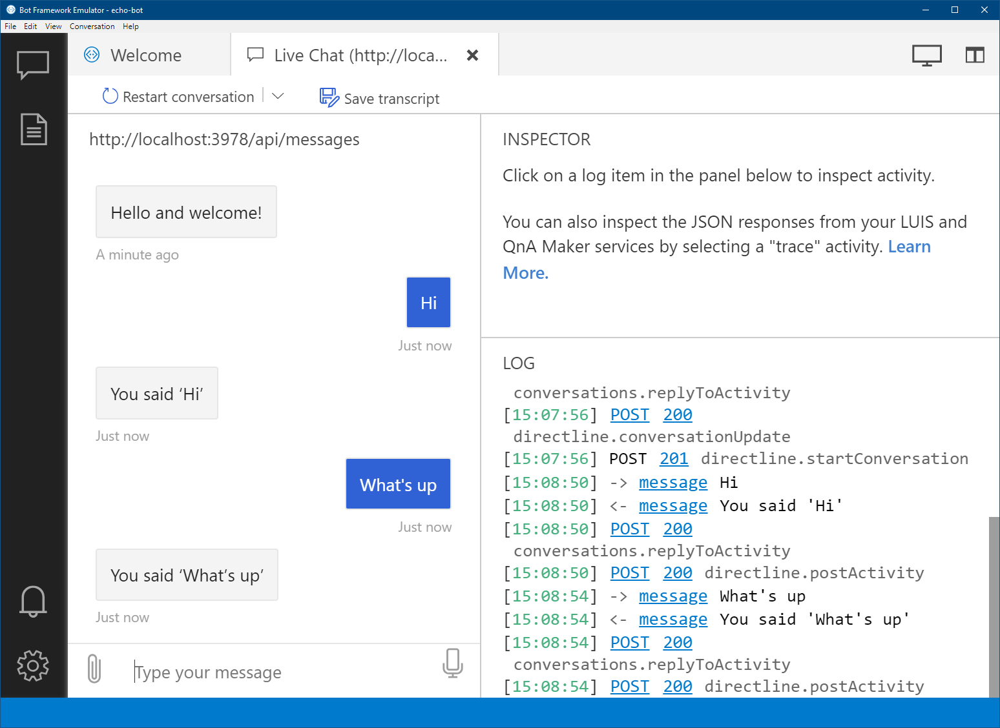 Bot Framework Emulator - echo-bot
File Edit View Conversation Help
Welcome
Live Chat (http://loca...
Restart conversation
Save transcript
http://localhost:3978/api/messages
Hello and welcome!
A minute ago
Hi
Just now
You said ‘Hi’
Just now
What's up
Just now
You said ‘What’s up’
Just now
Type your message
INSPECTOR
Click on a log item in the panel below to inspect activity.
You can also inspect the JSON responses from your LUIS and
QnA Maker services by selecting a "trace" activity. Learn
More.
LOG
conversations.replyToActivity
[15:07:56] POST 200
directline.conversationUpdate
[15:07:56] POST 201 directline.startConversation
[15:08:50] -> message Hi
[15:08:50] <- message You said 'Hi'
[15:08:50] POST 200
conversations.replyToActivity
[15:08:50] POST 200 directline.postActivity
[15:08:54] -> message What's up
[15:08:54] <- message You said 'What's up'
[15:08:54] POST 200
conversations.replyToActivity
[15:08:54] POST 200 directline.postActivity